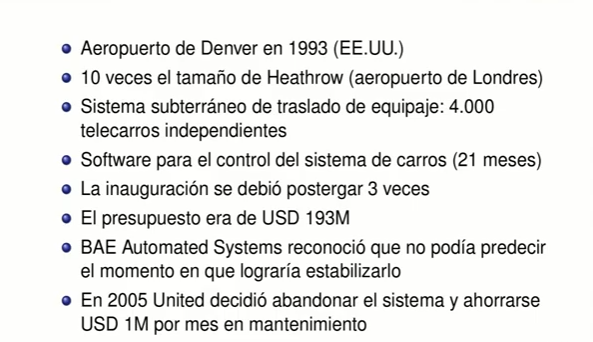 Aeropuerto de Denver en 1993 (EE.UU.)
10 veces el tamaño de Heathrow (aeropuerto de Londres)
Sistema subterráneo de traslado de equipaje: 4.000
telecarros independientes
Software para el control del sistema de carros (21 meses)
La inauguración se debió postergar 3 veces
El presupuesto era de USD 193M
BAE Automated Systems reconoció que no podía predecir
el momento en que lograría estabilizarlo
En 2005 United decidió abandonar el sistema y ahorrarse
USD 1M por mes en mantenimiento